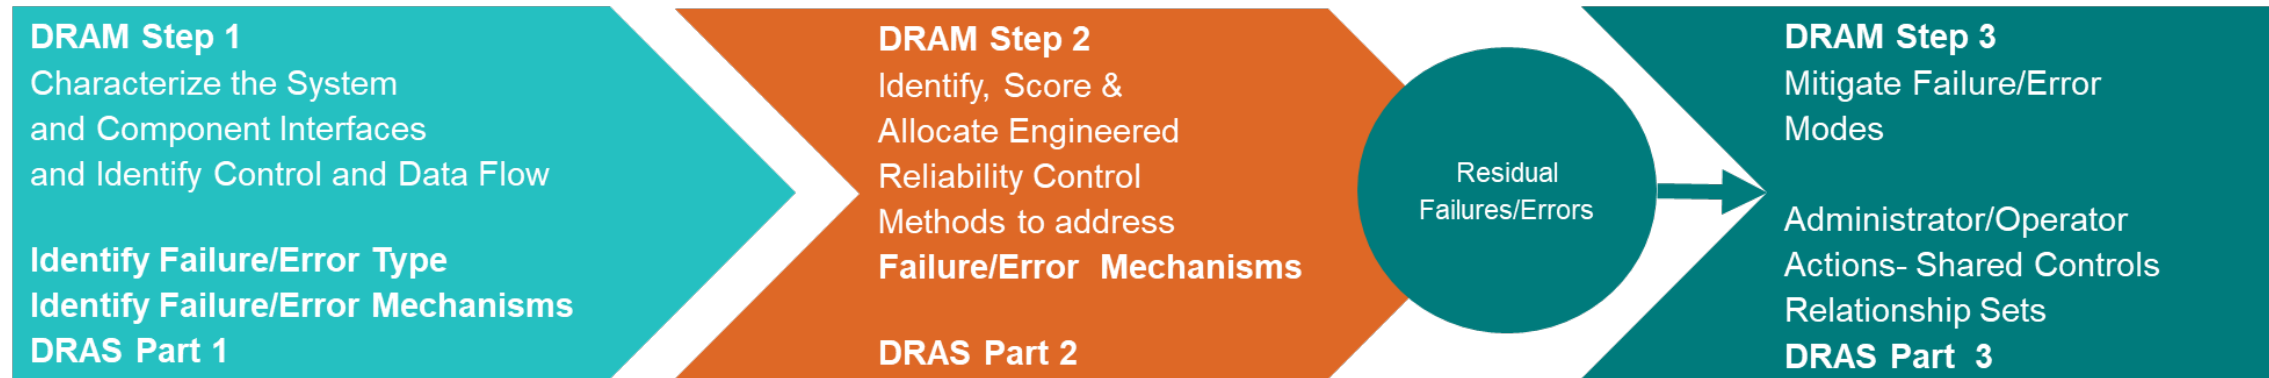 DRAM Step 1
Characterize the System
and Component Interfaces
and Identify Control and Data Flow
Identify Failure/Error Type
Identify Failure/Error Mechanisms
DRAS Part 1
DRAM Step 2
Identify, Score &
Allocate Engineered
Reliability Control
Methods to address
Failure/Error Mechanisms
DRAS Part 2
Residual
Failures/Errors
DRAM Step 3
Mitigate Failure/Error
Modes
Administrator/Operator
Actions- Shared Controls
Relationship Sets
DRAS Part 3